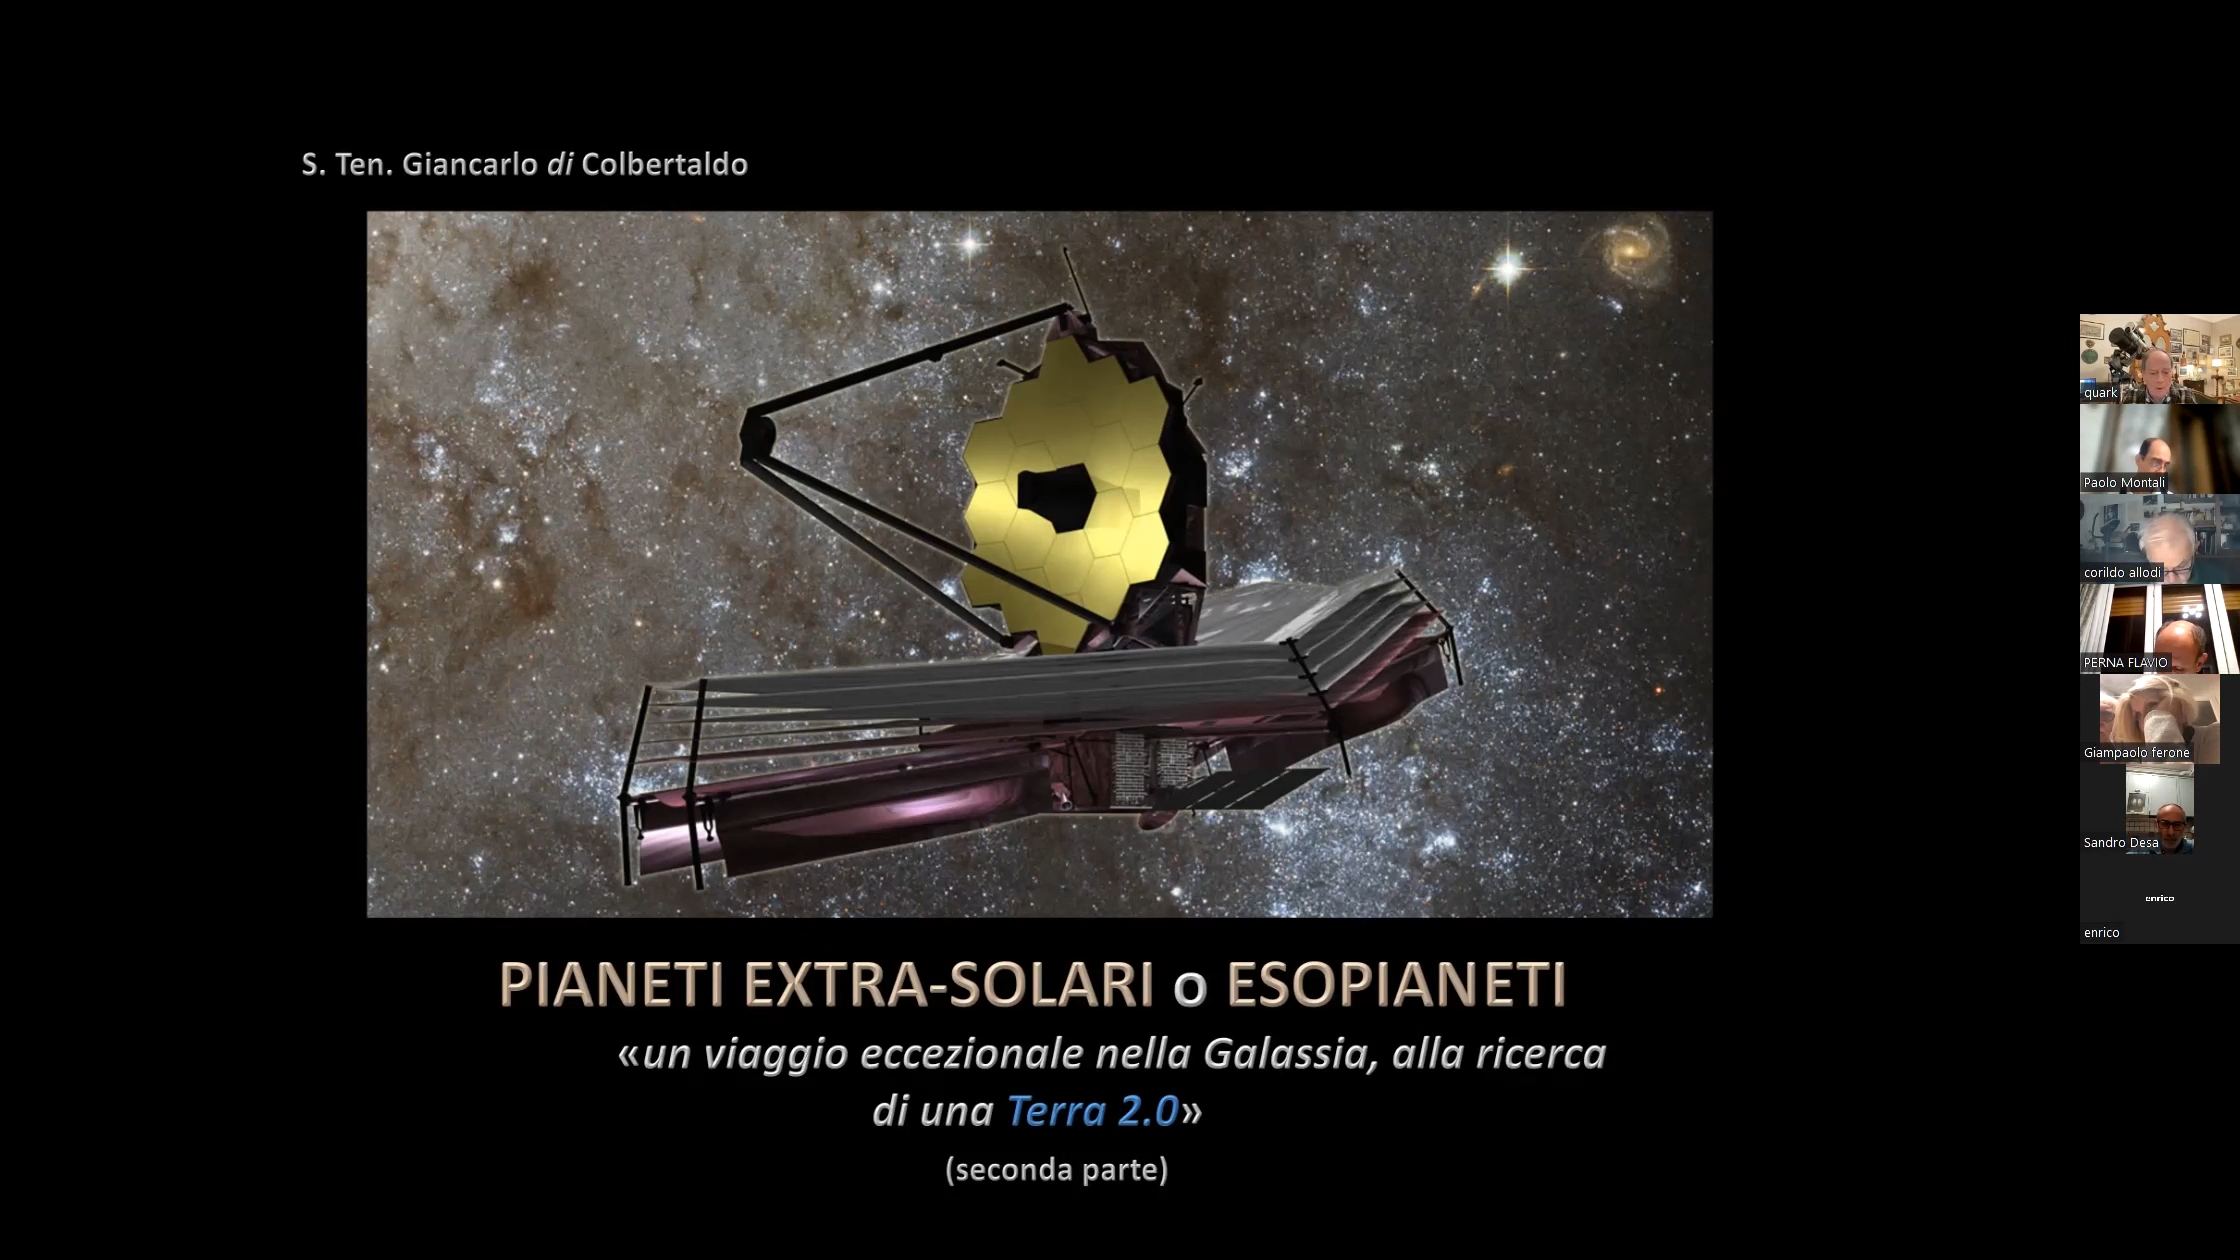 S. Ten. Giancarlo di Colbertaldo
PIANETI EXTRA-SOLARI o ESOPIANETI
«un viaggio eccezionale nella Galassia, alla ricerca
di una Terra 2.0»
(seconda parte)
quark
Paolo Montali
corildo allodi
PERNA FLAVIO
Giampaolo ferone
Sandro Desa
enrico
enrico